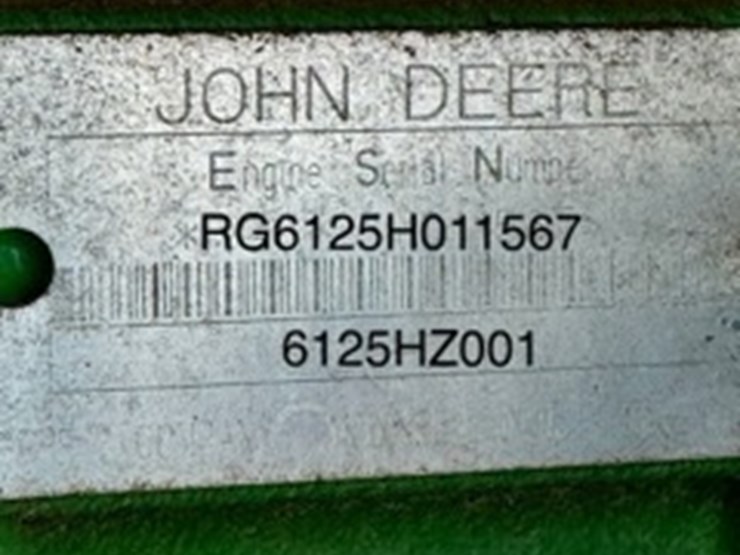 JOHN DEERE
Engine Serial Number
*RG6125H011567
6125HZ001